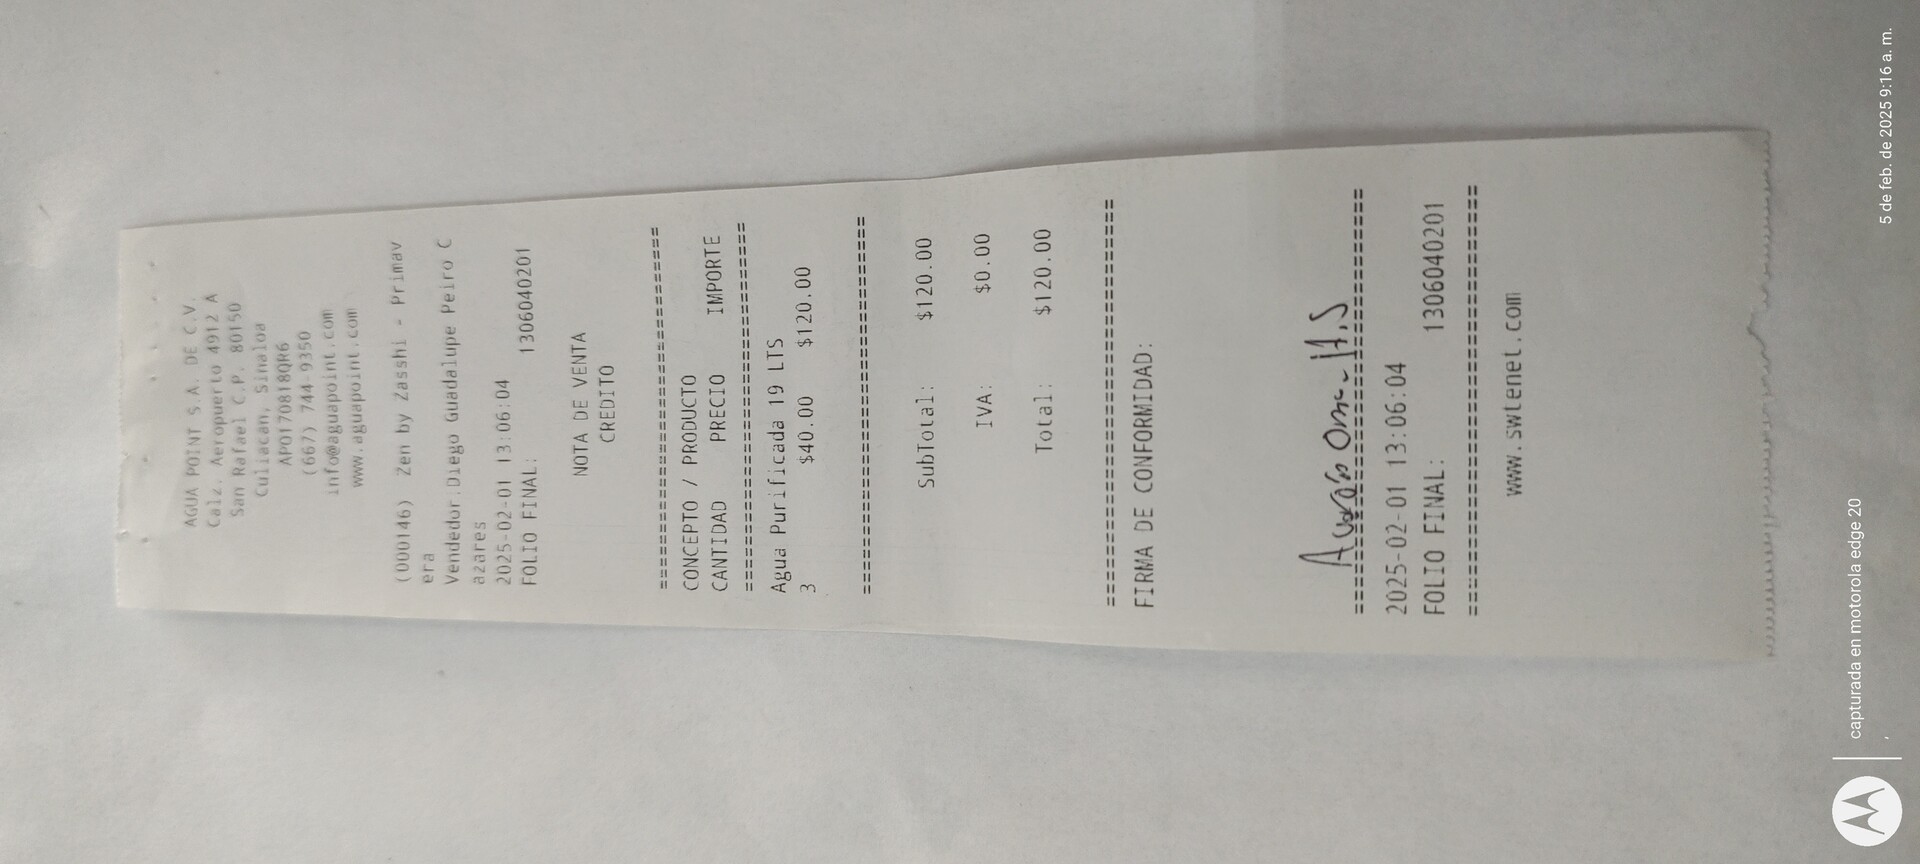 AGUA POINT S.A. DE C.V.
Calz. Aeropuerto 4912 A
San Rafael C.P. 80150
Culiacan, Sinaloa
APO170818QR6
(667) 744 9350
info@aguapoint.com
www.aguapoint.com
(000146) Zen by Zasshi - Primav
era
Vendedor:Diego Guadalupe Peiro C
azares
2025-02-01 13:06:04
FOLIO FINAL: 1306040201
NOTA DE VENTA
CREDITO
================================
CONCEPTO / PRODUCTO
CANTIDAD PRECIO IMPORTE
================================
Agua Purificada 19 LTS
3 $40.00 $120.00
================================
SubTotal: $120.00
IVA: $0.00
Total: $120.00
================================
FIRMA DE CONFORMIDAD:
================================
2025-02-01 13:06:04
FOLIO FINAL: 1306040201
================================
www.swtenet.com
capturada en motorola edge 20
5 de feb. de 2025 9:16 a. m.